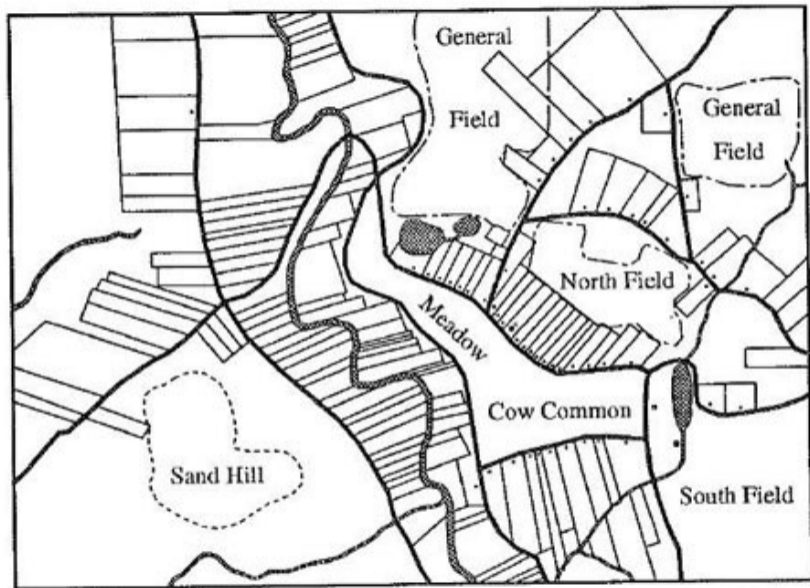 General
Field
General
Field
North Field
Meadow
Cow Common
Sand Hill
South Field